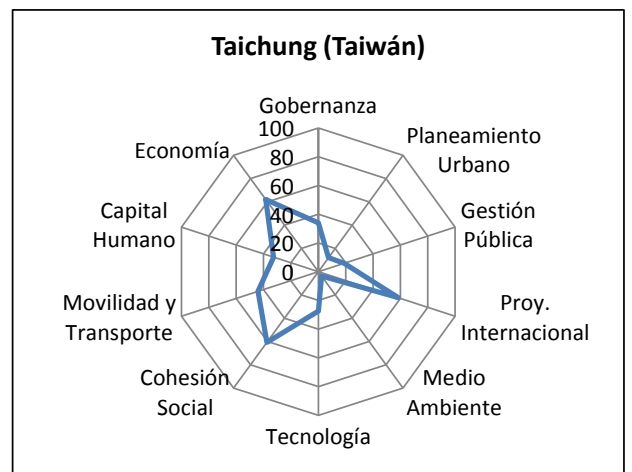 Taichung (Taiwán)
Gobernanza
100
80
60
40
20
0
Planeamiento
Urbano
Gestión
Pública
Proy.
Internacional
Medio
Ambiente
Tecnología
Cohesión
Social
Movilidad y
Transporte
Capital
Humano
Economía